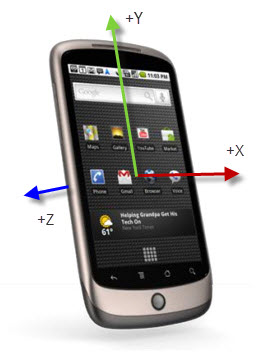 +Y
11:03 PM
Google
+X
Maps Gallery YouTube Market
Phone Gmail Browser Voice
+Z
61°
Helping Grandpa Get His
Tech On
New York Times